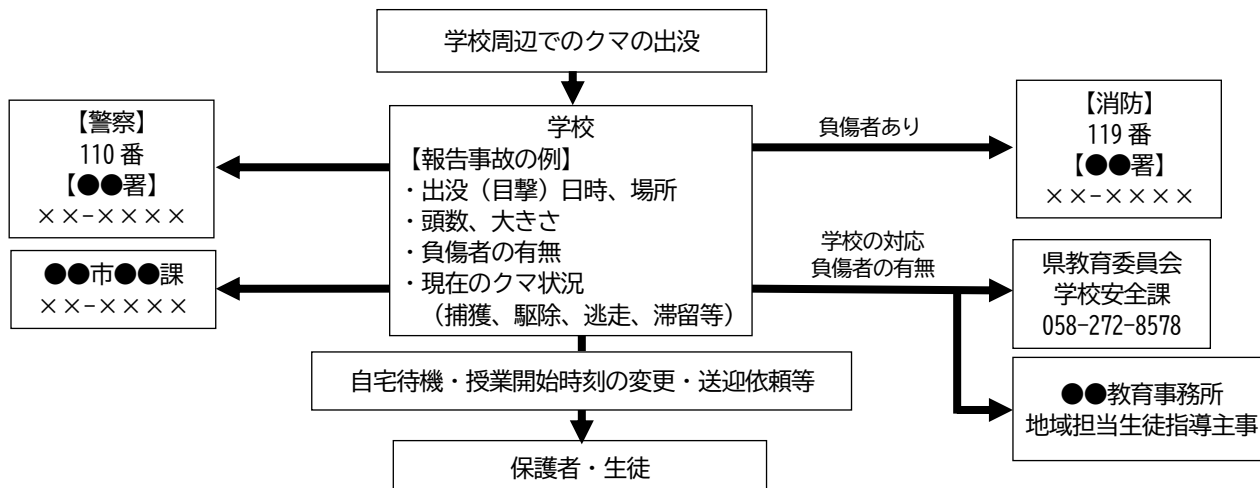 学校周辺でのクマの出没
【警察】
110 番
【●●署】
××-××××
●●市●●課
××-××××
学校
【報告事故の例】
・出没（目撃）日時、場所
・頭数、大きさ
・負傷者の有無
・現在のクマ状況
（捕獲、駆除、逃走、滞留等）
負傷者あり
【消防】
119 番
【●●署】
××-××××
学校の対応
負傷者の有無
県教育委員会
学校安全課
058-272-8578
●●教育事務所
地域担当生徒指導主事
自宅待機・授業開始時刻の変更・送迎依頼等
保護者・生徒